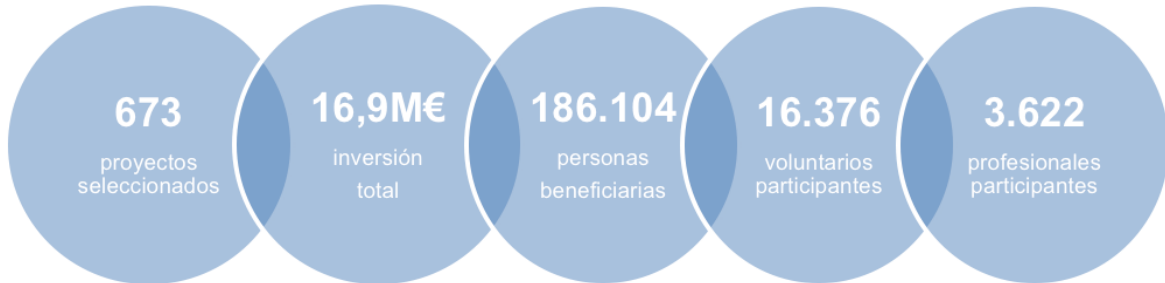 673
proyectos
seleccionados
16,9M€
inversión
total
186.104
personas
beneficiarias
16.376
voluntarios
participantes
3.622
profesionales
participantes